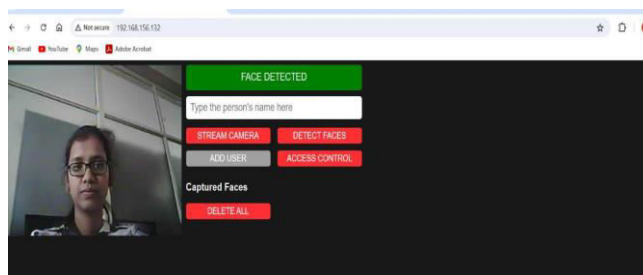 Not secure 192.168.156.132
Gmail YouTube Maps Adobe Acrobat
FACE DETECTED
Type the person's name here
STREAM CAMERA DETECT FACES
ADD USER ACCESS CONTROL
Captured Faces
DELETE ALL